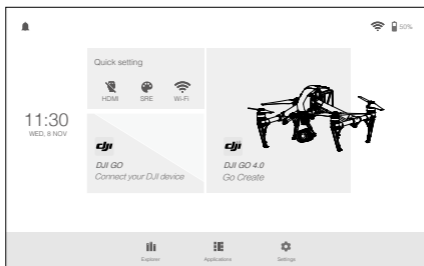 50%
Quick setting
HDMI SRE Wi-Fi
11:30
WED, 8 NOV
dji
DJI GO
Connect your DJI device
dji
DJI GO 4.0
Go Create
Explorer Applications Settings